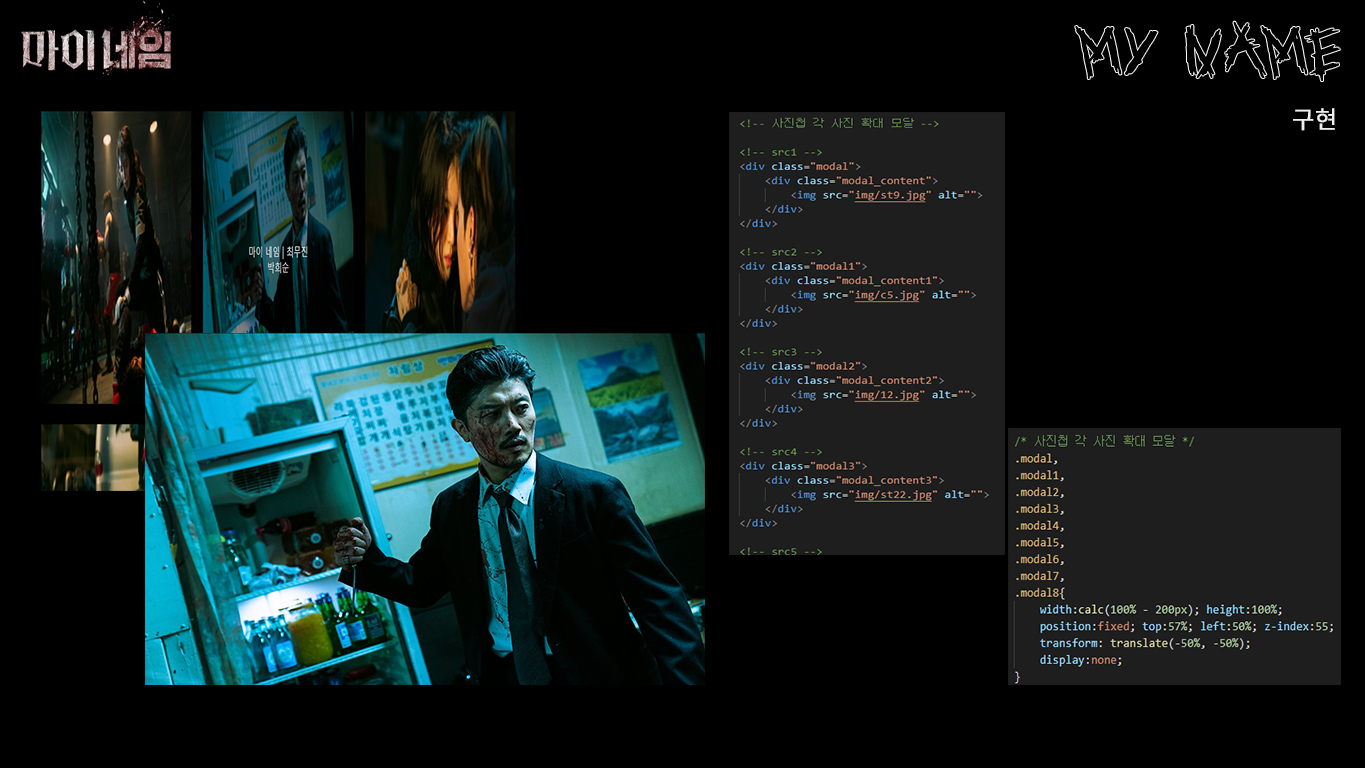 마이네임
MY NAME
구현
마이 네임 | 최무진
박희순
차림상
<!-- 사진첩 각 사진 확대 모달 -->
<!-- src1 -->
<div class="modal">
<div class="modal_content">
<img src="img/st9.jpg" alt="">
</div>
</div>
<!-- src2 -->
<div class="modal1">
<div class="modal_content1">
<img src="img/c5.jpg" alt="">
</div>
</div>
<!-- src3 -->
<div class="modal2">
<div class="modal_content2">
<img src="img/12.jpg" alt="">
</div>
</div>
<!-- src4 -->
<div class="modal3">
<div class="modal_content3">
<img src="img/st22.jpg" alt="">
</div>
</div>
<!-- src5 -->
/* 사진첩 각 사진 확대 모달 */
.modal,
.modal1,
.modal2,
.modal3,
.modal4,
.modal5,
.modal6,
.modal7,
.modal8{
width:calc(100% - 200px); height:100%;
position:fixed; top:57%; left:50%; z-index:55;
transform: translate(-50%, -50%);
display:none;
}